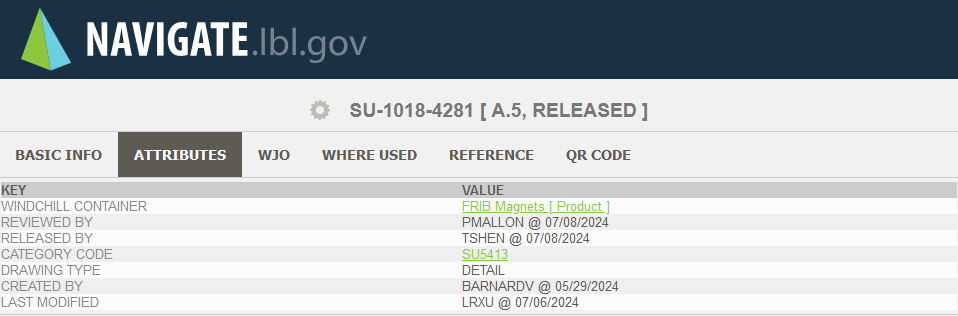 NAVIGATE.lbl.gov
SU-1018-4281 [ A.5, RELEASED ]
BASIC INFO ATTRIBUTES WJO WHERE USED REFERENCE QR CODE
KEY VALUE
WINDCHILL CONTAINER FRIB Magnets [ Product ]
REVIEWED BY PMALLON @ 07/08/2024
RELEASED BY TSHEN @ 07/08/2024
CATEGORY CODE SU5413
DRAWING TYPE DETAIL
CREATED BY BARNARDV @ 05/29/2024
LAST MODIFIED LRXU @ 07/06/2024